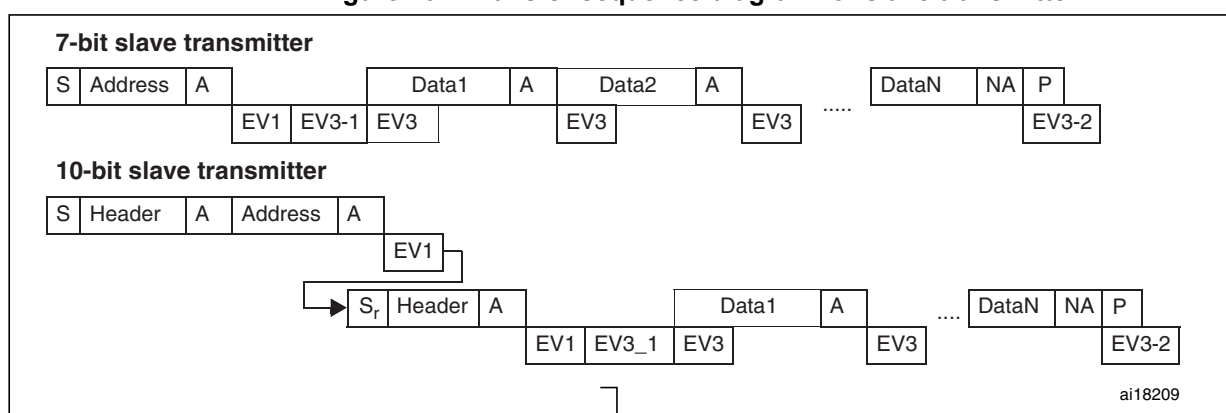 7-bit slave transmitter
S Address A Data1 A Data2 A ..... DataN NA P
EV1 EV3-1 EV3 EV3 EV3 EV3-2
10-bit slave transmitter
S Header A Address A
EV1
Sr Header A Data1 A .... DataN NA P
EV1 EV3_1 EV3 EV3 EV3-2
ai18209